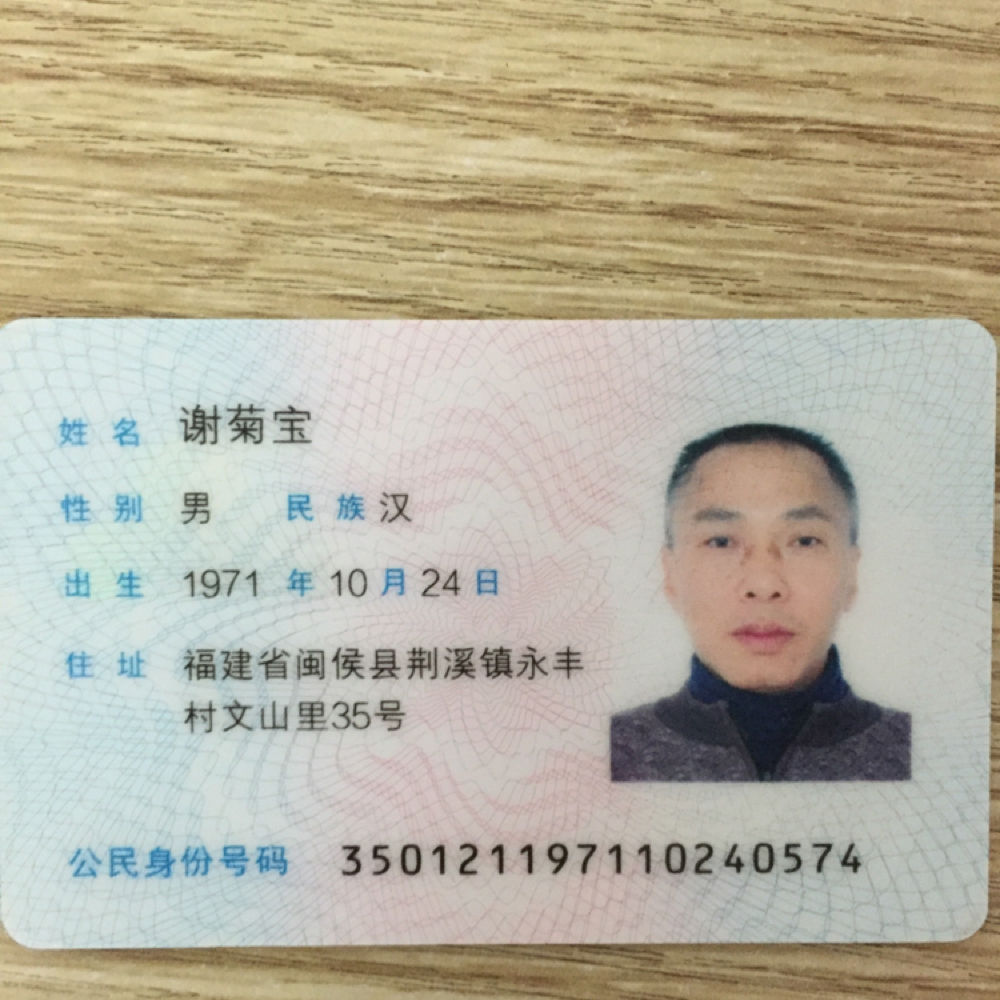 姓名 谢菊宝
性别 男 民族 汉
出生 1971 年 10 月 24 日
住址 福建省闽侯县荆溪镇永丰
村文山里35号
公民身份号码 350121197110240574